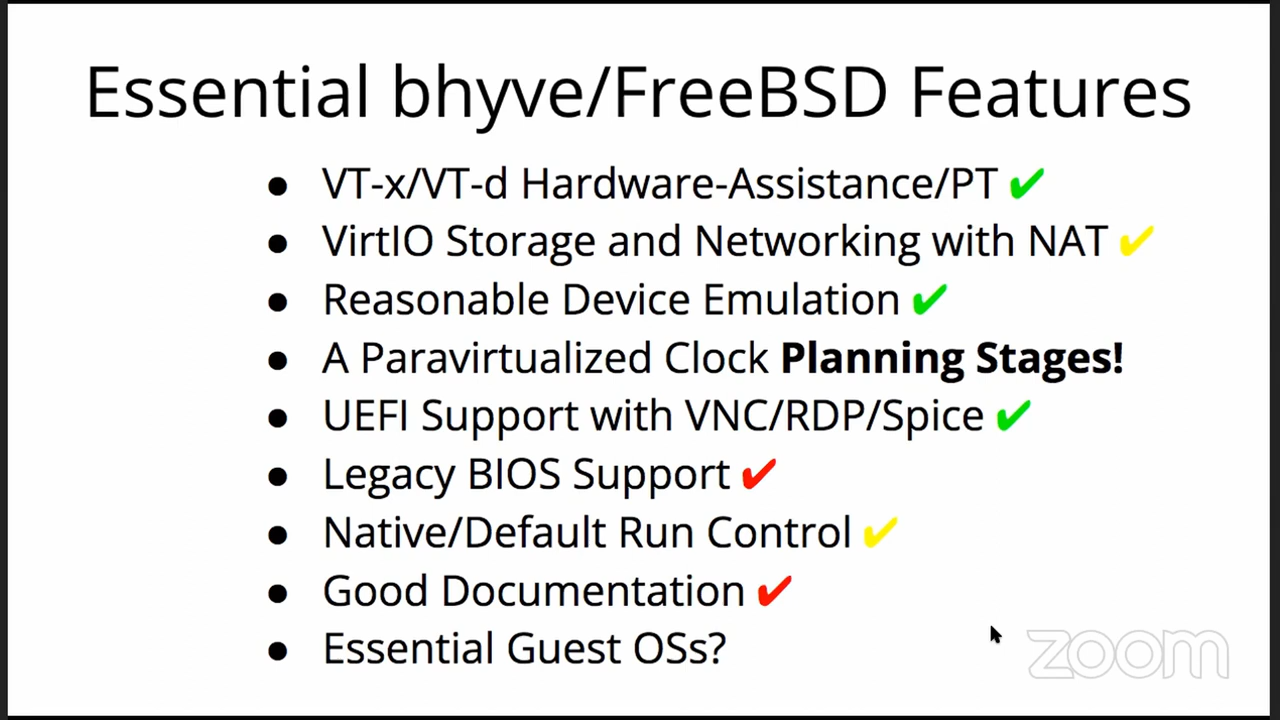 Essential bhyve/FreeBSD Features
● VT-x/VT-d Hardware-Assistance/PT ✔
● VirtIO Storage and Networking with NAT ✔
● Reasonable Device Emulation ✔
● A Paravirtualized Clock Planning Stages!
● UEFI Support with VNC/RDP/Spice ✔
● Legacy BIOS Support ✔
● Native/Default Run Control ✔
● Good Documentation ✔
● Essential Guest OSs?
zoom